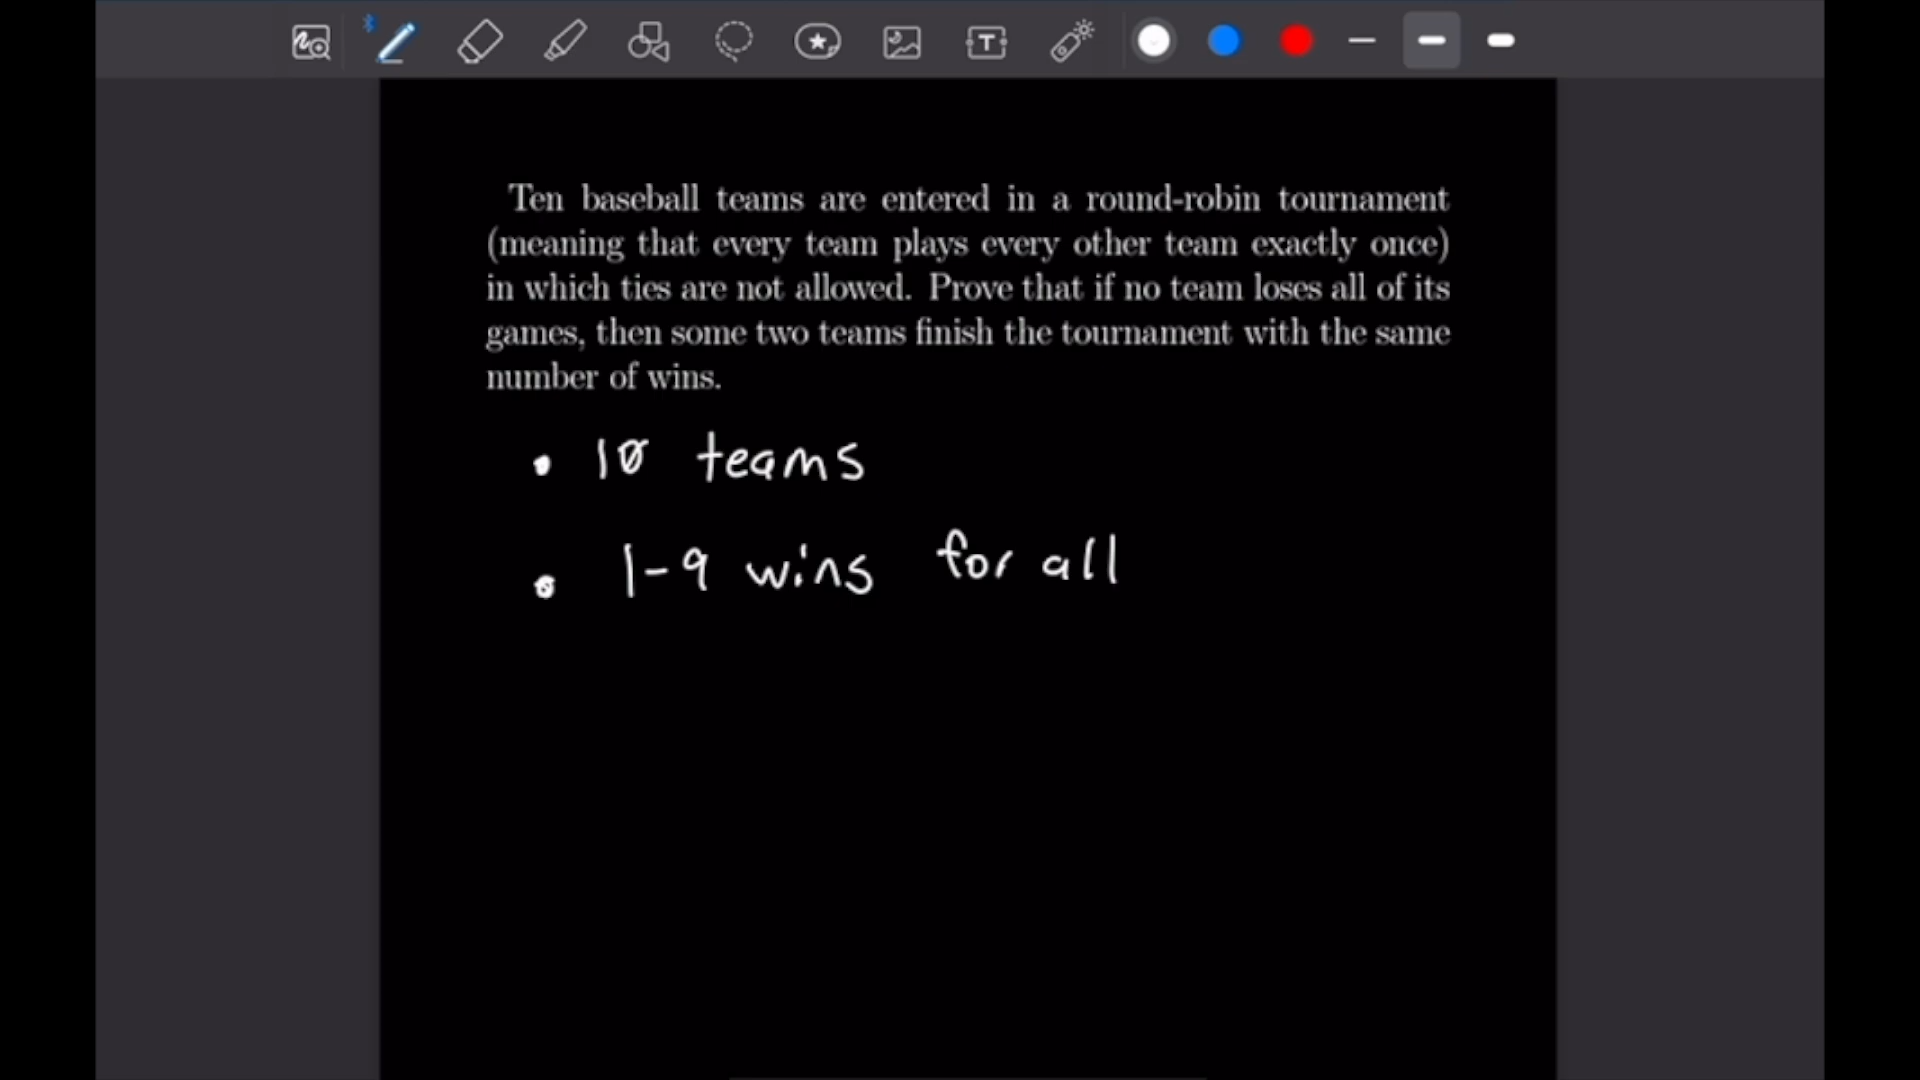 Ten baseball teams are entered in a round-robin tournament
(meaning that every team plays every other team exactly once)
in which ties are not allowed. Prove that if no team loses all of its
games, then some two teams finish the tournament with the same
number of wins.
• 10 teams
• 1-9 wins for all